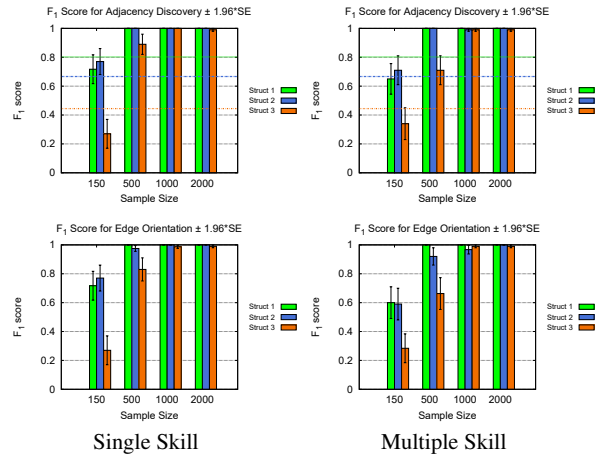 F1 Score for Adjacency Discovery ± 1.96*SE
F1 score
1
0.8
0.6
0.4
0.2
0
150 500 1000 2000
Sample Size
Struct 1
Struct 2
Struct 3
F1 Score for Adjacency Discovery ± 1.96*SE
F1 score
1
0.8
0.6
0.4
0.2
0
150 500 1000 2000
Sample Size
Struct 1
Struct 2
Struct 3
F1 Score for Edge Orientation ± 1.96*SE
F1 score
1
0.8
0.6
0.4
0.2
0
150 500 1000 2000
Sample Size
Struct 1
Struct 2
Struct 3
F1 Score for Edge Orientation ± 1.96*SE
F1 score
1
0.8
0.6
0.4
0.2
0
150 500 1000 2000
Sample Size
Struct 1
Struct 2
Struct 3
Single Skill
Multiple Skill